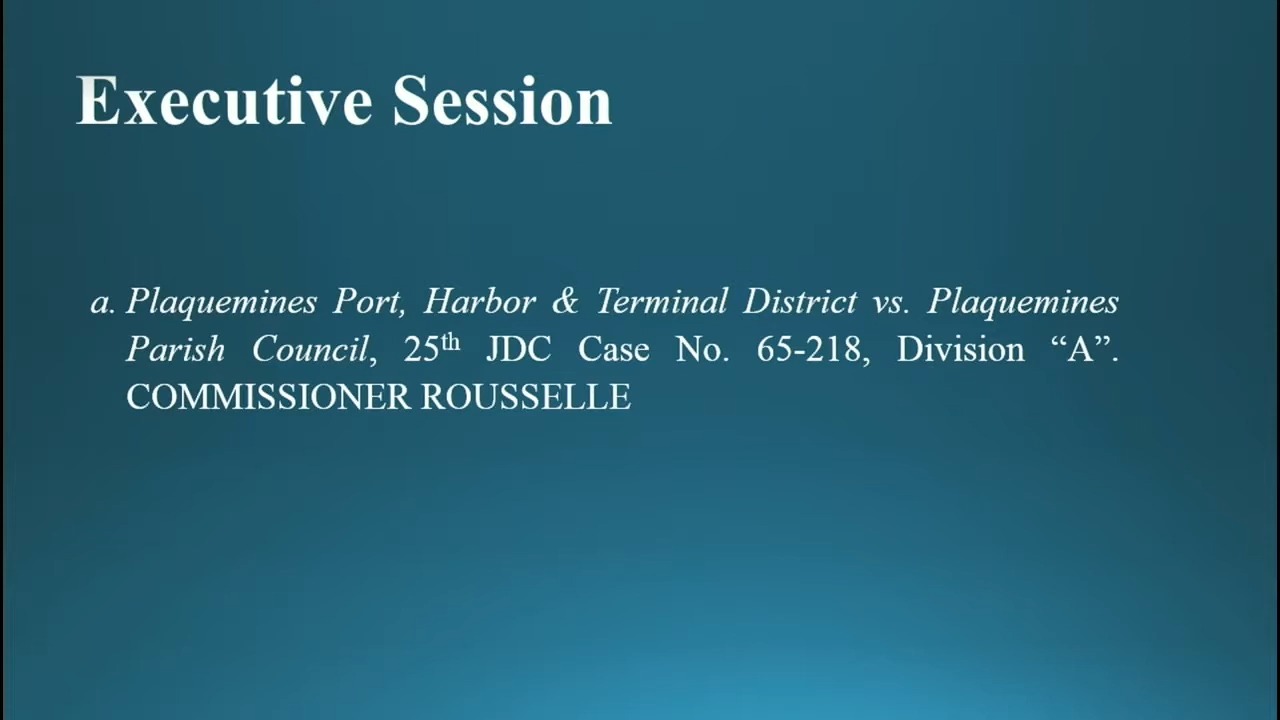 Executive Session
a. Plaquemines Port, Harbor & Terminal District vs. Plaquemines
Parish Council, 25th JDC Case No. 65-218, Division “A”.
COMMISSIONER ROUSSELLE